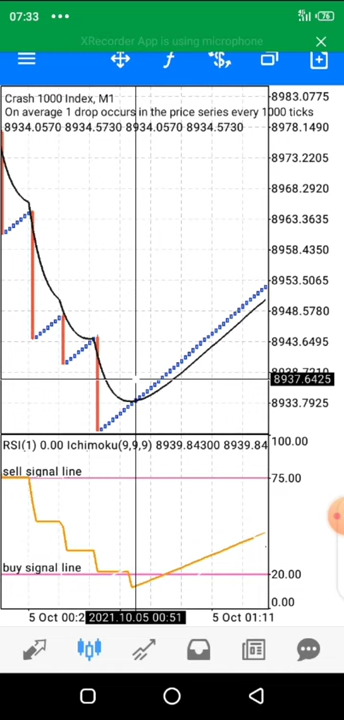 07:33
76
XRecorder App is using microphone
Crash 1000 Index, M1
On average 1 drop occurs in the price series every 1000 ticks
8934.0570 8934.5730 8934.0570 8934.5730
8983.0775
8978.1490
8973.2205
8968.2920
8963.3635
8958.4350
8953.5065
8948.5780
8943.6495
8937.6425
8933.7925
RSI(1) 0.00 Ichimoku(9,9,9) 8939.84300 8939.84
100.00
sell signal line
75.00
buy signal line
20.00
0.00
5 Oct 00:2
2021.10.05 00:51
5 Oct 01:11